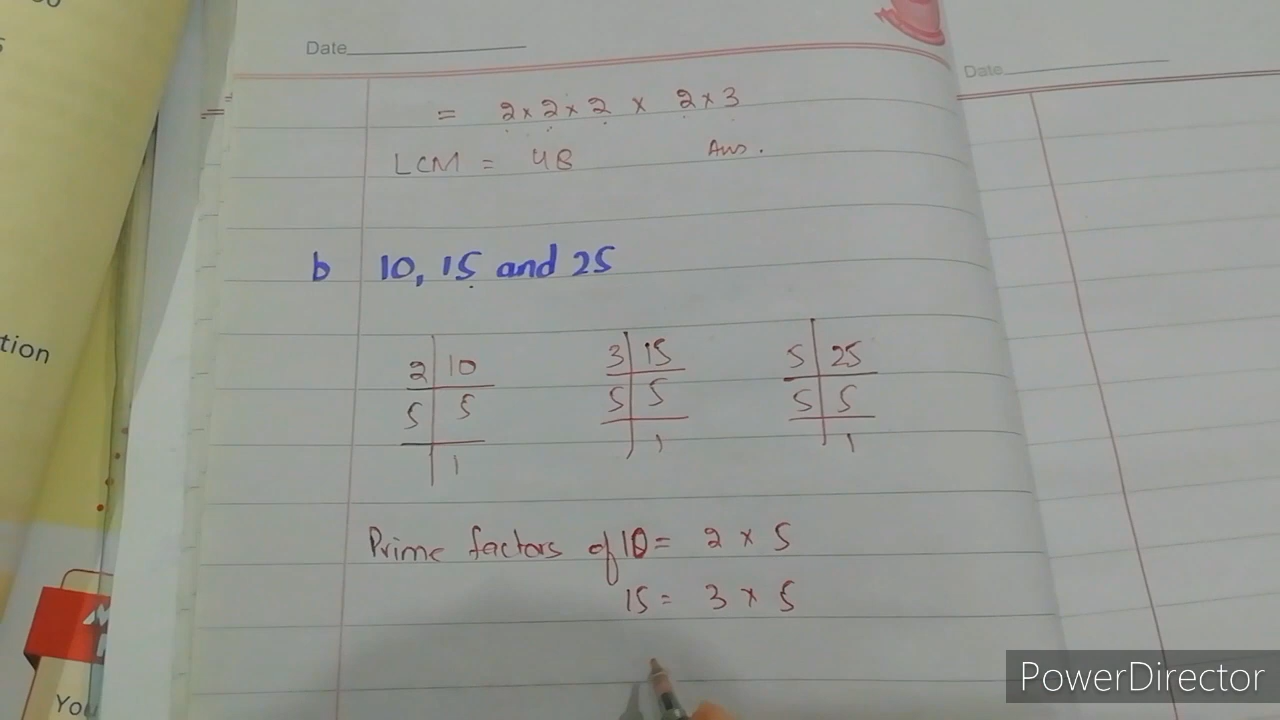 Date
Date
= 2 × 2 × 2 × 2 × 3
LCM = 48 Ans.
b 10, 15 and 25
2 10 3 15 5 25
5 5 5 5 5 5
1 1 1
Prime factors of 10 = 2 × 5
15 = 3 × 5
tion
You
PowerDirector